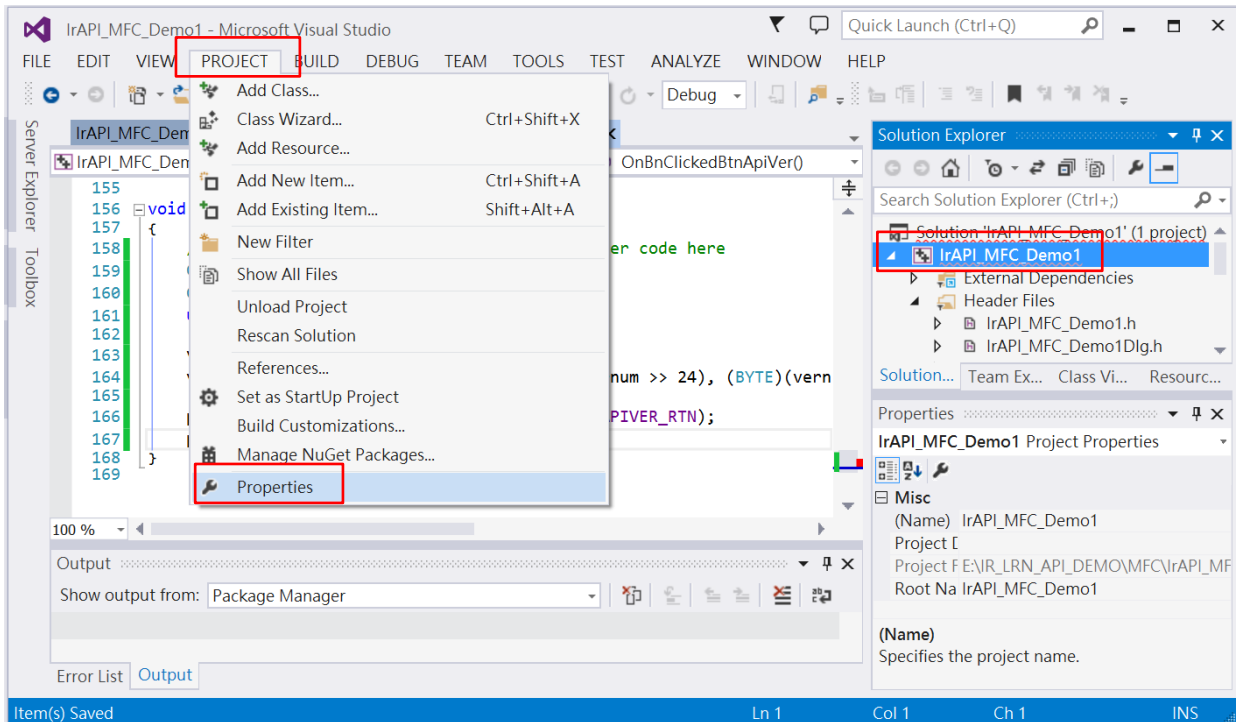 IrAPI_MFC_Demo1 - Microsoft Visual Studio
Quick Launch (Ctrl+Q)
FILE EDIT VIEW PROJECT BUILD DEBUG TEAM TOOLS TEST ANALYZE WINDOW HELP
Debug
Server Explorer
Toolbox
IrAPI_MFC_Dem
IrAPI_MFC_Dem
OnBnClickedBtnApiVer()
155
156 void
157 {
158 er code here
159
160
161
162
163
164 num >> 24), (BYTE)(vern
165
166 PIVER_RTN);
167
168 }
169
Add Class...
Class Wizard... Ctrl+Shift+X
Add Resource...
Add New Item... Ctrl+Shift+A
Add Existing Item... Shift+Alt+A
New Filter
Show All Files
Unload Project
Rescan Solution
References...
Set as StartUp Project
Build Customizations...
Manage NuGet Packages...
Properties
100 %
Output
Show output from: Package Manager
Error List Output
Solution Explorer
Search Solution Explorer (Ctrl+;)
Solution 'IrAPI_MFC_Demo1' (1 project)
IrAPI_MFC_Demo1
External Dependencies
Header Files
IrAPI_MFC_Demo1.h
IrAPI_MFC_Demo1Dlg.h
Solution... Team Ex... Class Vi... Resourc...
Properties
IrAPI_MFC_Demo1 Project Properties
Misc
(Name) IrAPI_MFC_Demo1
Project D
Project F E:\IR_LRN_API_DEMO\MFC\IrAPI_MF
Root Na IrAPI_MFC_Demo1
(Name)
Specifies the project name.
Item(s) Saved Ln 1 Col 1 Ch 1 INS